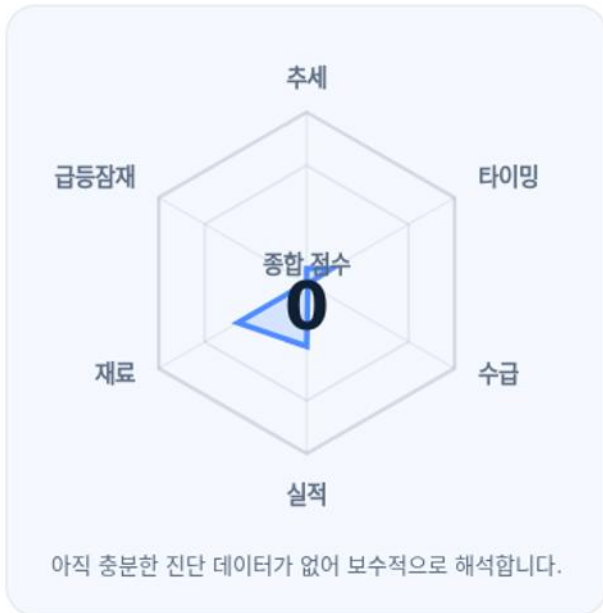 추세
급등잠재
타이밍
종합 점수
0
재료
수급
실적
아직 충분한 진단 데이터가 없어 보수적으로 해석합니다.